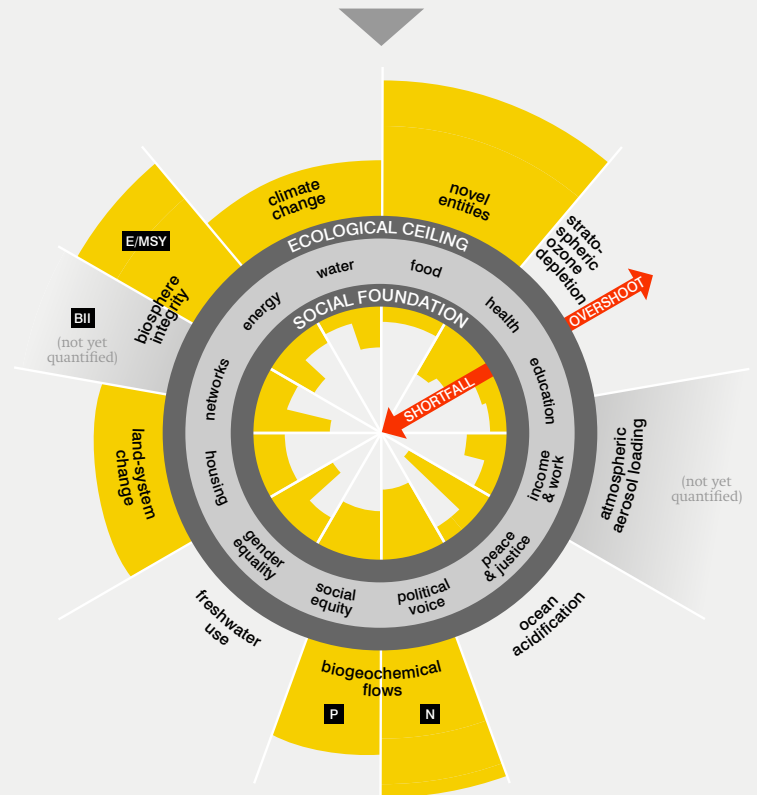 climate
change
novel
entities
strato-
spheric
ozone
depletion
OVERSHOOT
E/MSY
biosphere
integrity
BII
(not yet
quantified)
ECOLOGICAL CEILING
water
food
energy
health
SOCIAL FOUNDATION
SHORTFALL
networks
education
housing
income
& work
gender
equality
peace
& justice
social
equity
political
voice
land-system
change
atmospheric
aerosol loading
(not yet
quantified)
freshwater
use
ocean
acidification
biogeochemical
flows
P
N